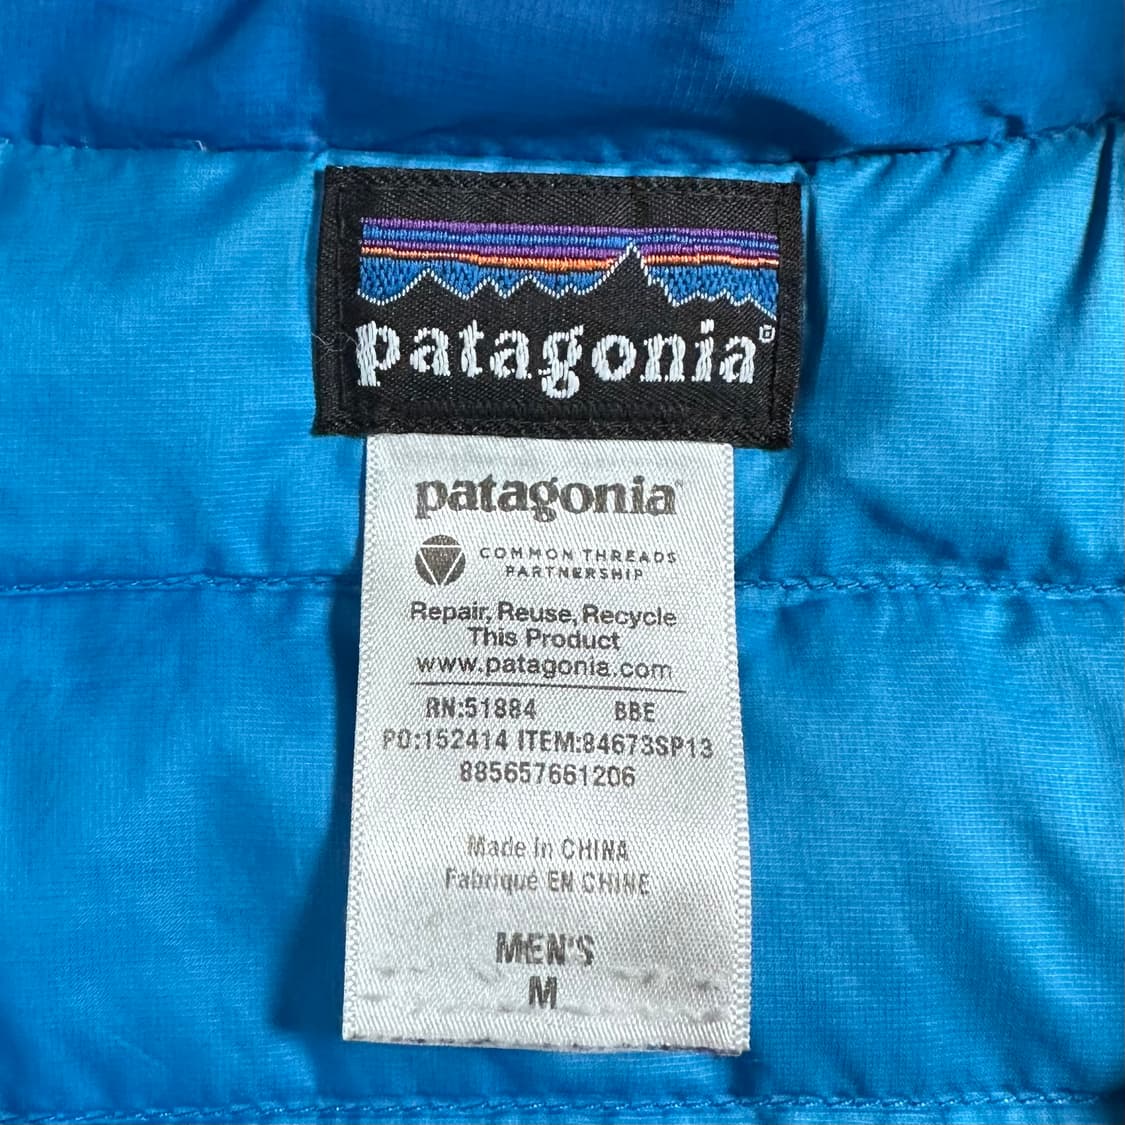 patagonia®
patagonia
COMMON THREADS
PARTNERSHIP
Repair, Reuse, Recycle
This Product
www.patagonia.com
RN:51884 BBE
PO:152414 ITEM:84673SP13
885657661206
Made in CHINA
Fabriqué EN CHINE
MEN'S
M